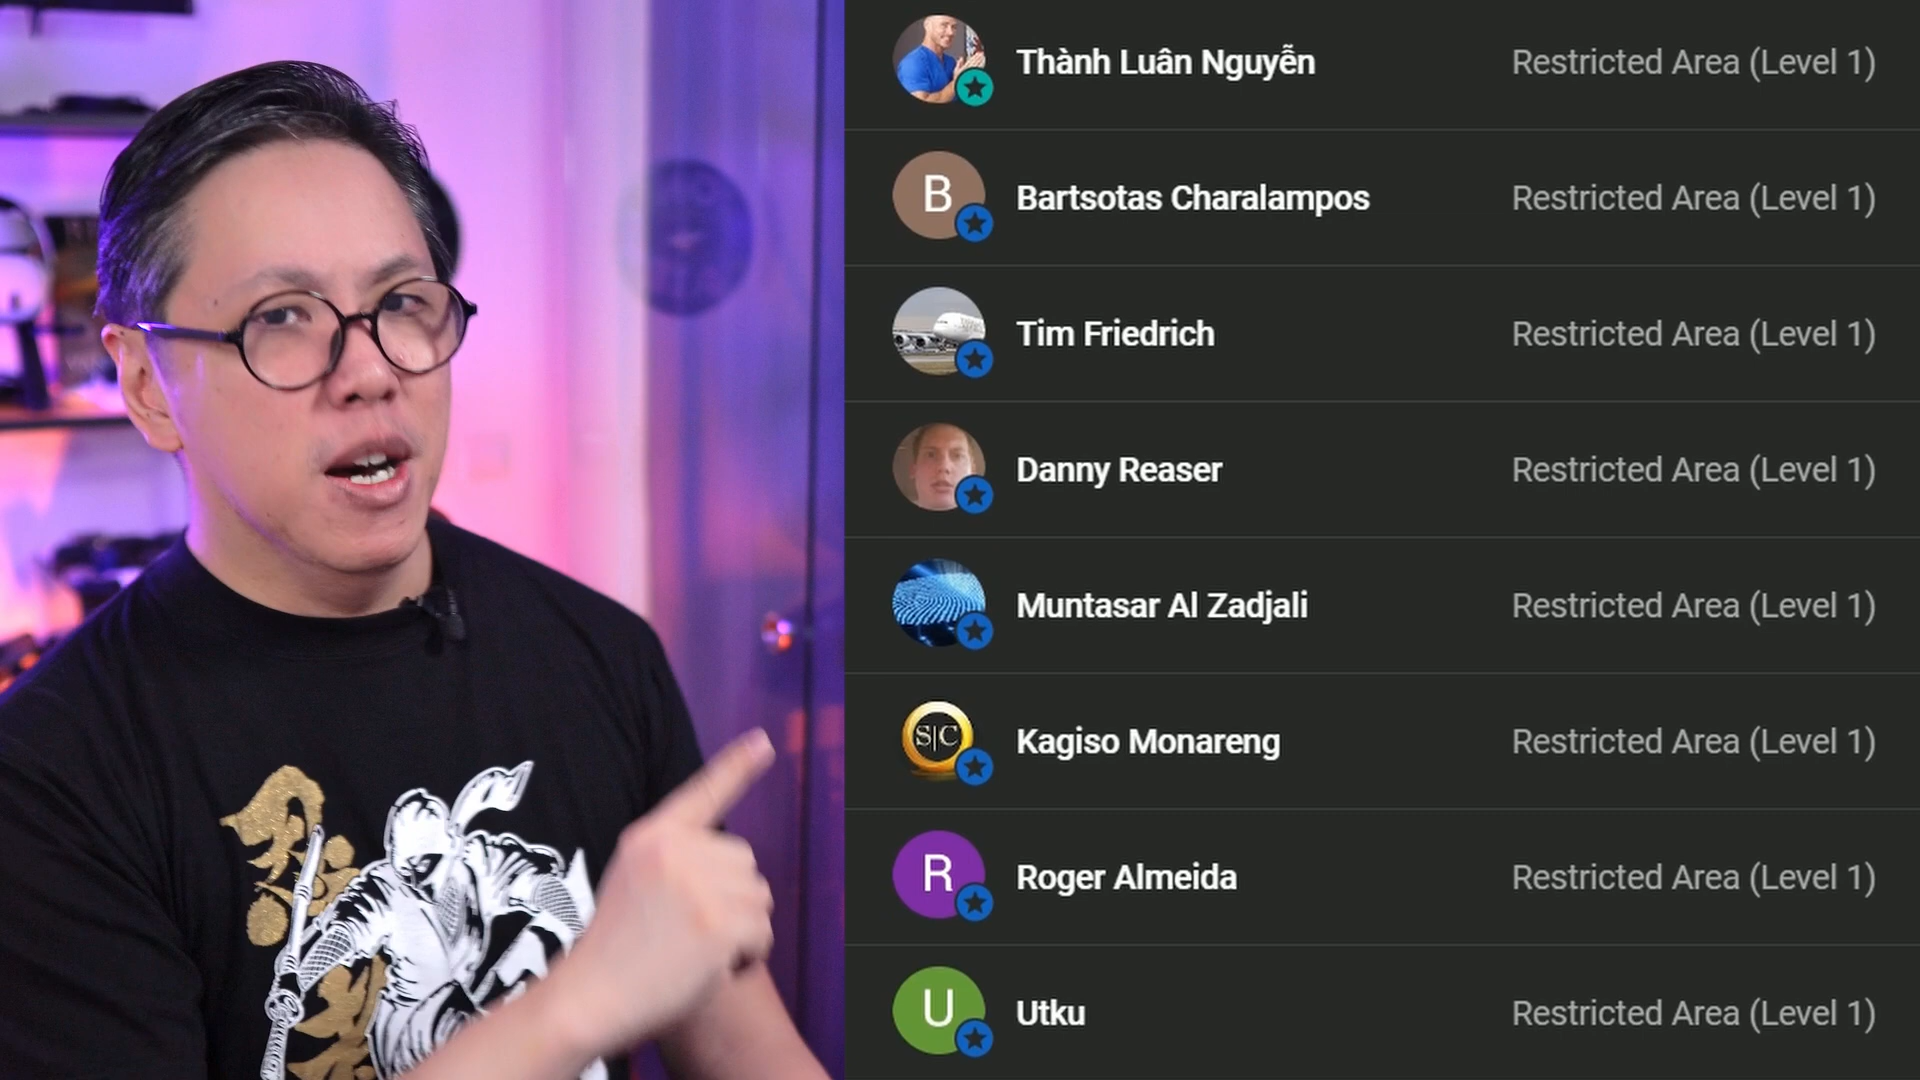 Thành Luân Nguyễn Restricted Area (Level 1)
B Bartsotas Charalampos Restricted Area (Level 1)
Tim Friedrich Restricted Area (Level 1)
Danny Reaser Restricted Area (Level 1)
Muntasar Al Zadjali Restricted Area (Level 1)
S|C Kagiso Monareng Restricted Area (Level 1)
R Roger Almeida Restricted Area (Level 1)
U Utku Restricted Area (Level 1)